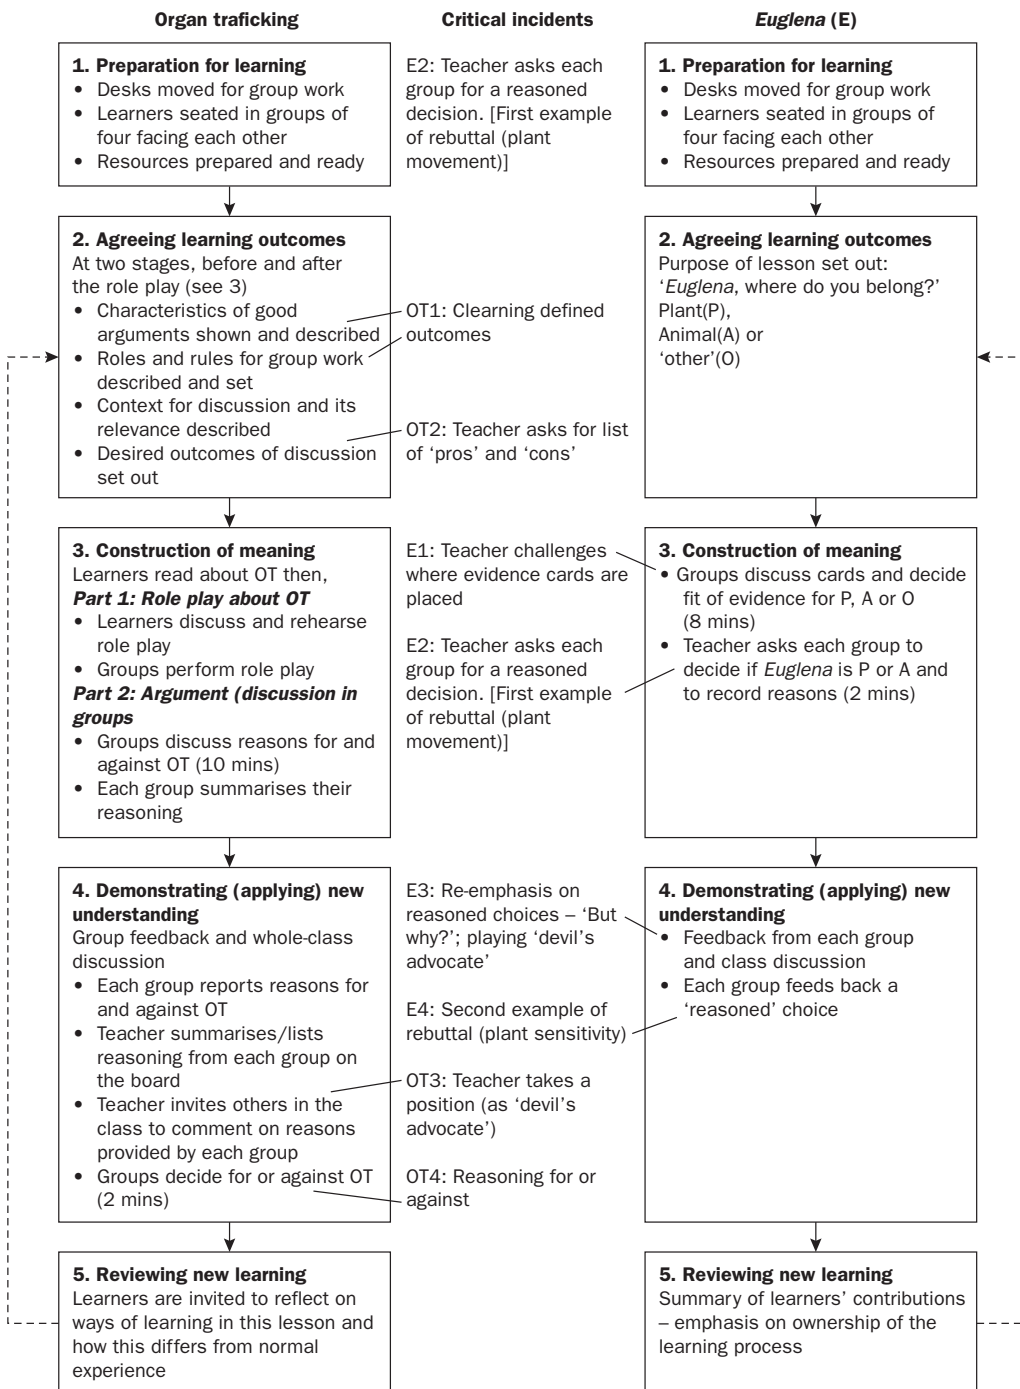 Organ traficking
Critical incidents
Euglena (E)
1. Preparation for learning
• Desks moved for group work
• Learners seated in groups of
four facing each other
• Resources prepared and ready
E2: Teacher asks each
group for a reasoned
decision. [First example
of rebuttal (plant
movement)]
1. Preparation for learning
• Desks moved for group work
• Learners seated in groups of
four facing each other
• Resources prepared and ready
2. Agreeing learning outcomes
At two stages, before and after
the role play (see 3)
• Characteristics of good
arguments shown and described
• Roles and rules for group work
described and set
• Context for discussion and its
relevance described
• Desired outcomes of discussion
set out
OT1: Clearning defined
outcomes
OT2: Teacher asks for list
of ‘pros’ and ‘cons’
2. Agreeing learning outcomes
Purpose of lesson set out:
‘Euglena, where do you belong?’
Plant(P),
Animal(A) or
‘other’(O)
3. Construction of meaning
Learners read about OT then,
Part 1: Role play about OT
• Learners discuss and rehearse
role play
• Groups perform role play
Part 2: Argument (discussion in
groups
• Groups discuss reasons for and
against OT (10 mins)
• Each group summarises their
reasoning
E1: Teacher challenges
where evidence cards are
placed
E2: Teacher asks each
group for a reasoned
decision. [First example
of rebuttal (plant
movement)]
3. Construction of meaning
• Groups discuss cards and decide
fit of evidence for P, A or O
(8 mins)
• Teacher asks each group to
decide if Euglena is P or A and
to record reasons (2 mins)
4. Demonstrating (applying) new
understanding
Group feedback and whole-class
discussion
• Each group reports reasons for
and against OT
• Teacher summarises/lists
reasoning from each group on
the board
• Teacher invites others in the
class to comment on reasons
provided by each group
• Groups decide for or against OT
(2 mins)
E3: Re-emphasis on
reasoned choices – ‘But
why?’; playing ‘devil’s
advocate’
E4: Second example of
rebuttal (plant sensitivity)
OT3: Teacher takes a
position (as ‘devil’s
advocate’)
OT4: Reasoning for or
against
4. Demonstrating (applying) new
understanding
• Feedback from each group
and class discussion
• Each group feeds back a
‘reasoned’ choice
5. Reviewing new learning
Learners are invited to reflect on
ways of learning in this lesson and
how this differs from normal
experience
5. Reviewing new learning
Summary of learners’ contributions
– emphasis on ownership of the
learning process